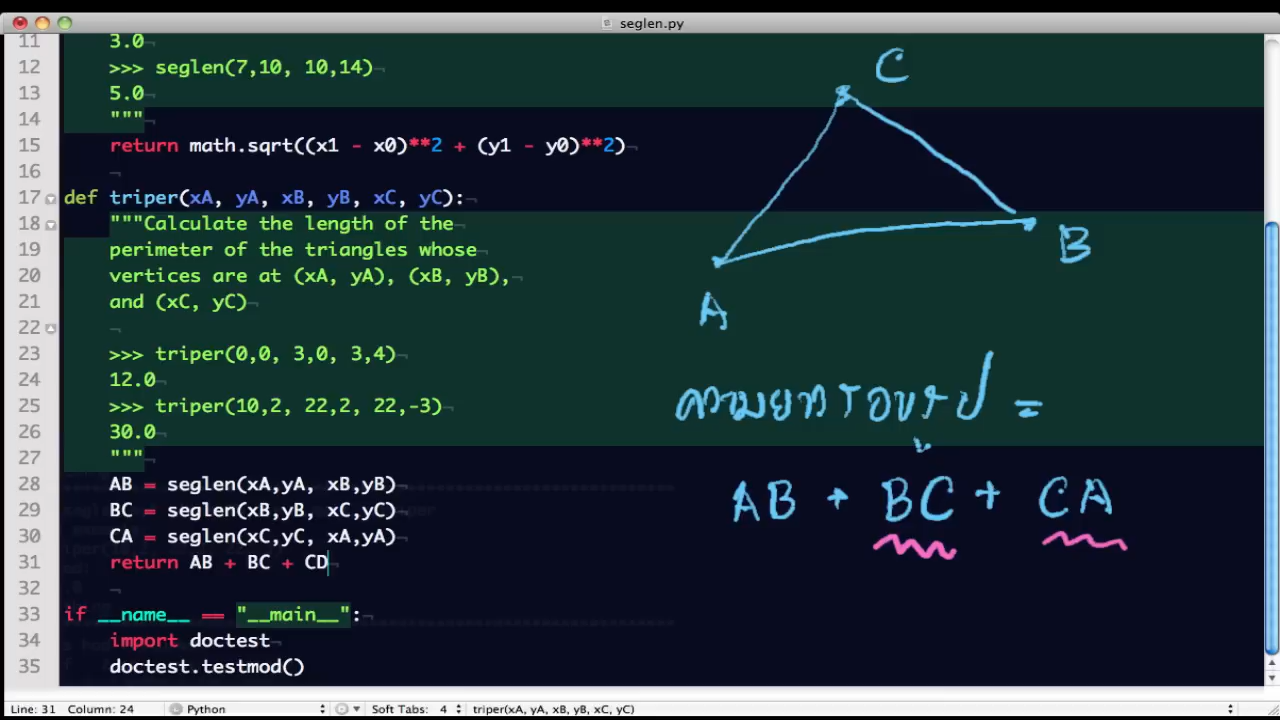 seglen.py
11 3.0
12 >>> seglen(7,10, 10,14)
13 5.0
14 """
15 return math.sqrt((x1 - x0)**2 + (y1 - y0)**2)
16
17 def triper(xA, yA, xB, yB, xC, yC):
18 """Calculate the length of the
19 perimeter of the triangles whose
20 vertices are at (xA, yA), (xB, yB),
21 and (xC, yC)
22
23 >>> triper(0,0, 3,0, 3,4)
24 12.0
25 >>> triper(10,2, 22,2, 22,-3)
26 30.0
27 """
28 AB = seglen(xA,yA, xB,yB)
29 BC = seglen(xB,yB, xC,yC)
30 CA = seglen(xC,yC, xA,yA)
31 return AB + BC + CD
32
33 if __name__ == "__main__":
34 import doctest
35 doctest.testmod()
C
B
A
ความยาวรอบรูป =
AB + BC + CA
Line: 31 Column: 24 Python Soft Tabs: 4 triper(xA, yA, xB, yB, xC, yC)